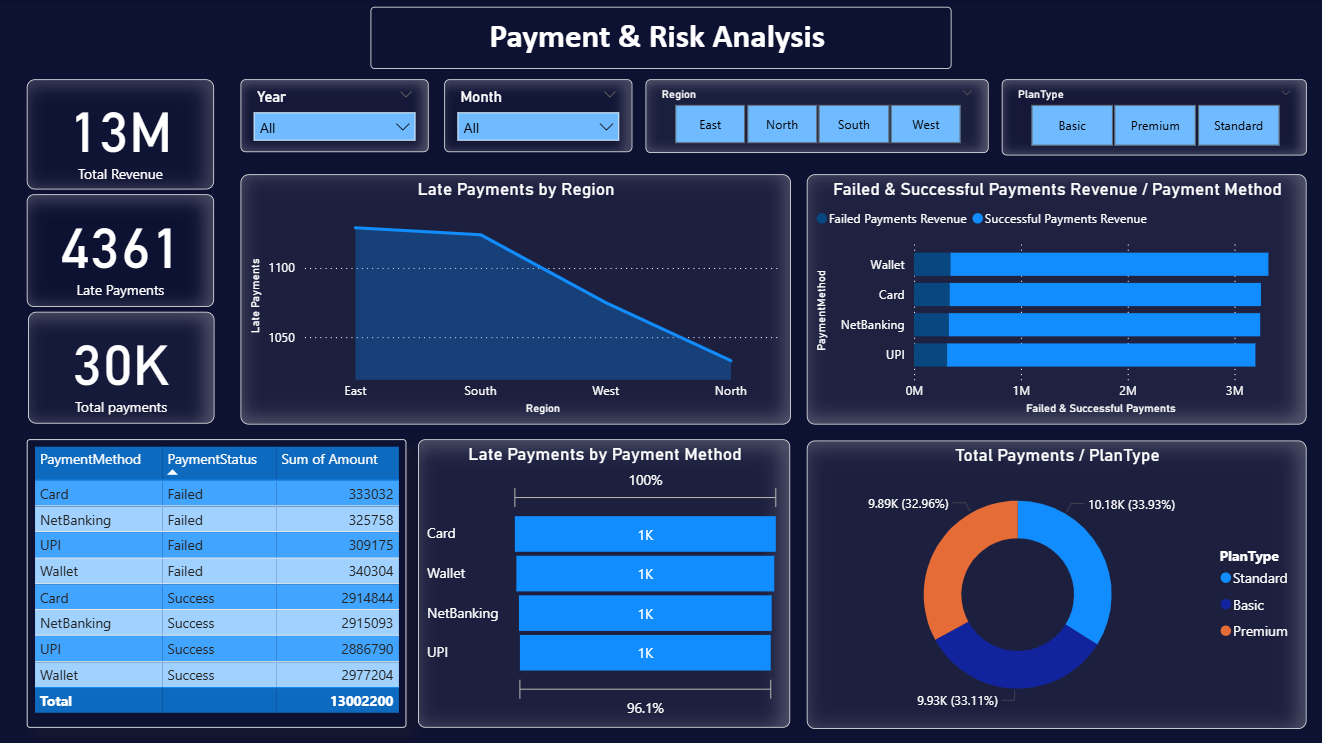 Payment & Risk Analysis
13M
Total Revenue
4361
Late Payments
30K
Total payments
Year
All
Month
All
Region
East North South West
PlanType
Basic Premium Standard
Late Payments by Region
Late Payments
1100
1050
East South West North
Region
Failed & Successful Payments Revenue / Payment Method
Failed Payments Revenue Successful Payments Revenue
PaymentMethod
Wallet
Card
NetBanking
UPI
0M 1M 2M 3M
Failed & Successful Payments
PaymentMethod PaymentStatus Sum of Amount
Card Failed 333032
NetBanking Failed 325758
UPI Failed 309175
Wallet Failed 340304
Card Success 2914844
NetBanking Success 2915093
UPI Success 2886790
Wallet Success 2977204
Total 13002200
Late Payments by Payment Method
100%
Card 1K
Wallet 1K
NetBanking 1K
UPI 1K
96.1%
Total Payments / PlanType
9.89K (32.96%)
10.18K (33.93%)
9.93K (33.11%)
PlanType
Standard
Basic
Premium